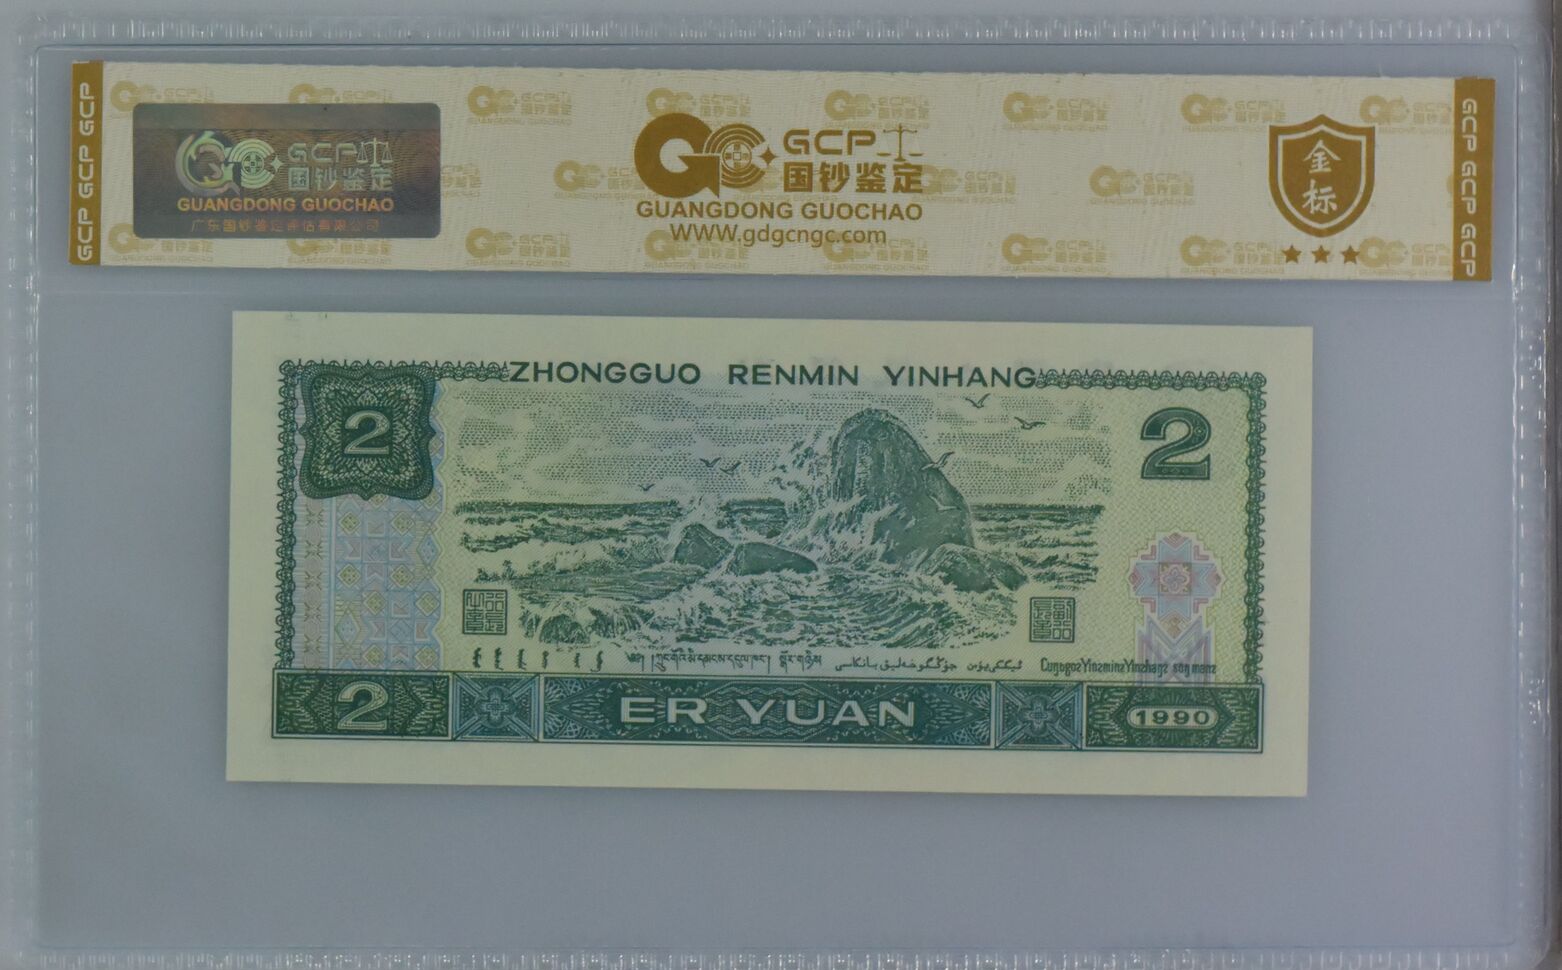 GCP GCP GCP
GCP 国钞鉴定
GUANGDONG GUOCHAO
广东国钞鉴定评估有限公司
GCP
国钞鉴定
GUANGDONG GUOCHAO
WWW.gdgcngc.com
金标
GCP GCP GCP
ZHONGGUO RENMIN YINHANG
2
2
2
ER YUAN
1990